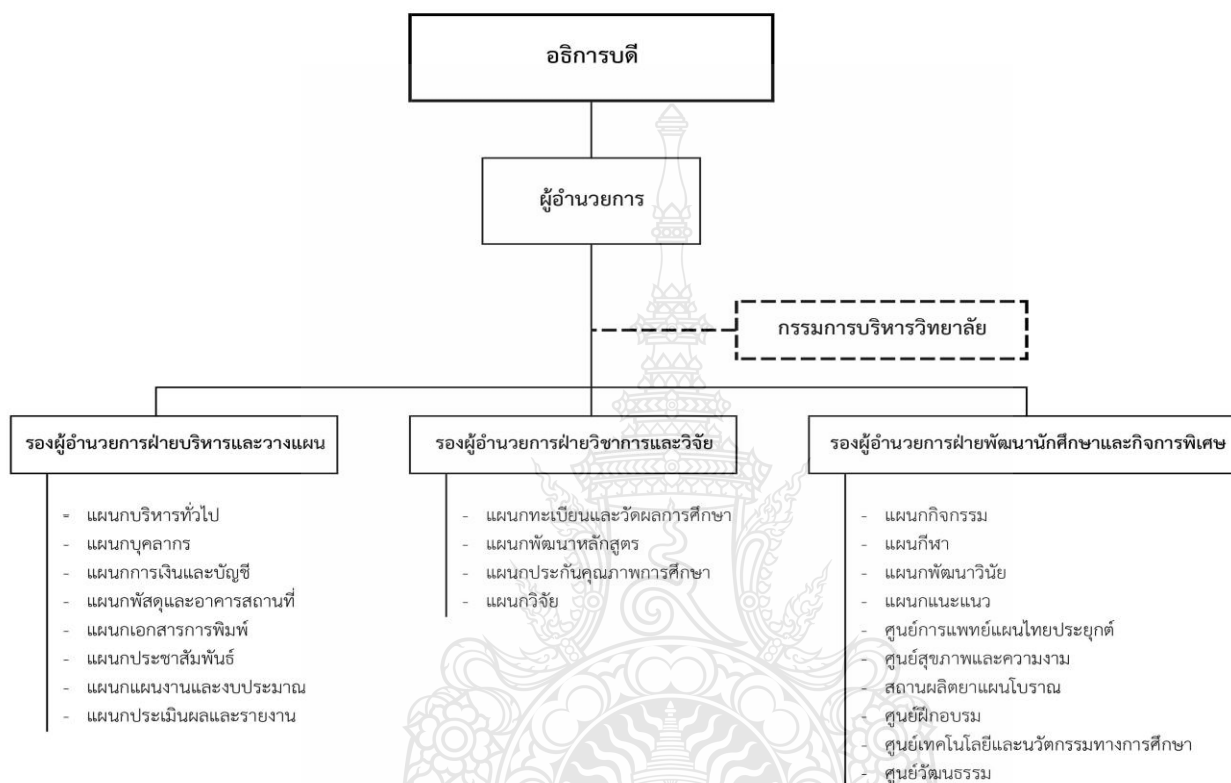 อธิการบดี
ผู้อำนวยการ
กรรมการบริหารวิทยาลัย
รองผู้อำนวยการฝ่ายบริหารและวางแผน
- แผนกบริหารทั่วไป
- แผนกบุคลากร
- แผนกการเงินและบัญชี
- แผนกพัสดุและอาคารสถานที่
- แผนกเอกสารการพิมพ์
- แผนกประชาสัมพันธ์
- แผนกแผนงานและงบประมาณ
- แผนกประเมินผลและรายงาน
รองผู้อำนวยการฝ่ายวิชาการและวิจัย
- แผนกทะเบียนและวัดผลการศึกษา
- แผนกพัฒนาหลักสูตร
- แผนกประกันคุณภาพการศึกษา
- แผนกวิจัย
รองผู้อำนวยการฝ่ายพัฒนานักศึกษาและกิจการพิเศษ
- แผนกกิจกรรม
- แผนกีฬา
- แผนกพัฒนาวินัย
- แผนกแนะแนว
- ศูนย์การแพทย์แผนไทยประยุกต์
- ศูนย์สุขภาพและความงาม
- สถานผลิตยาแผนโบราณ
- ศูนย์ฝึกอบรม
- ศูนย์เทคโนโลยีและนวัตกรรมทางการศึกษา
- ศูนย์วัฒนธรรม